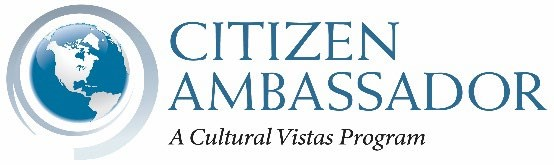 CITIZEN
AMBASSADOR
A Cultural Vistas Program